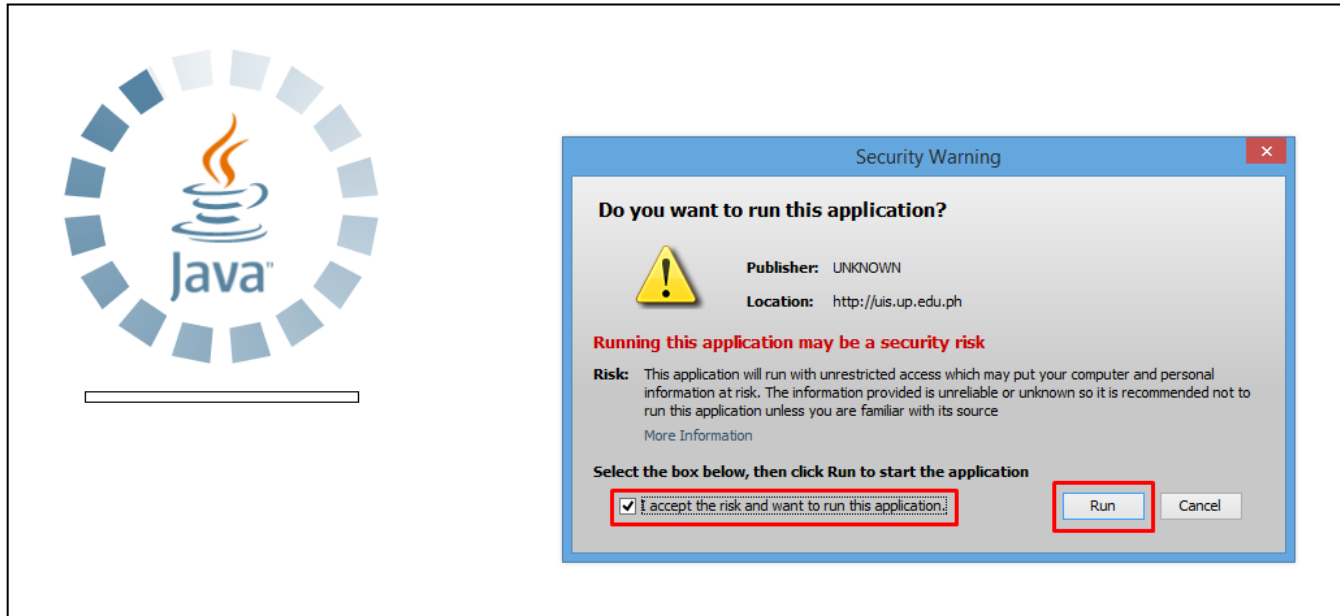 Java™
Security Warning
Do you want to run this application?
Publisher: UNKNOWN
Location: http://uis.up.edu.ph
Running this application may be a security risk
Risk: This application will run with unrestricted access which may put your computer and personal
information at risk. The information provided is unreliable or unknown so it is recommended not to
run this application unless you are familiar with its source
More Information
Select the box below, then click Run to start the application
I accept the risk and want to run this application.
Run
Cancel